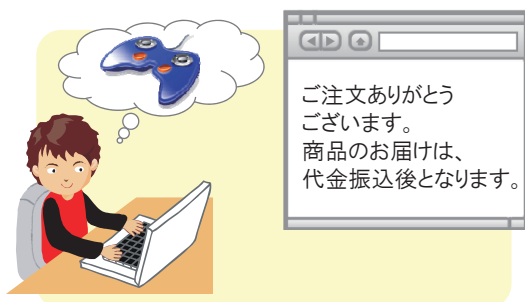 ご注文ありがとう
ございます。
商品のお届けは、
代金振込後となります。